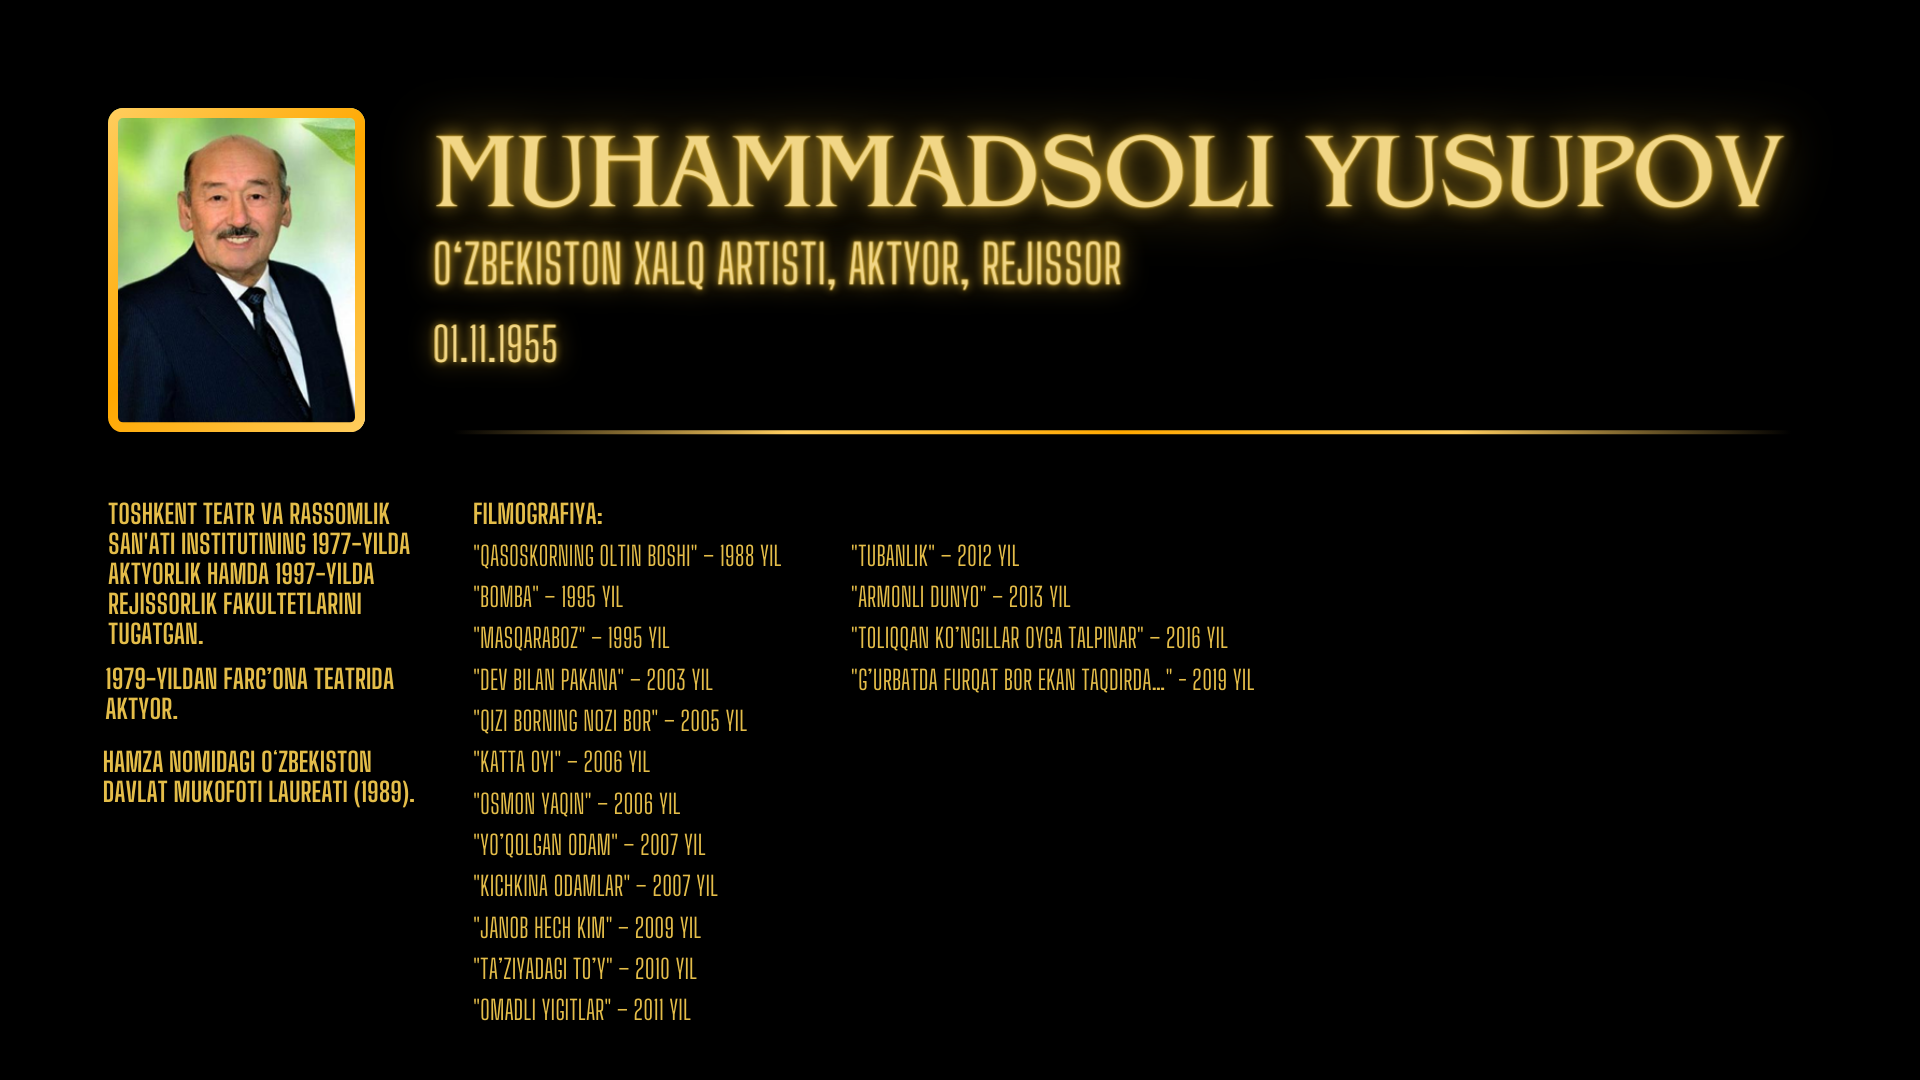 MUHAMMADSOLI YUSUPOV
O‘ZBEKISTON XALQ ARTISTI, AKTYOR, REJISSOR
01.11.1955
TOSHKENT TEATR VA RASSOMLIK
SAN'ATI INSTITUTINING 1977–YILDA
AKTYORLIK HAMDA 1997–YILDA
REJISSORLIK FAKULTETLARINI
TUGATGAN.
1979–YILDAN FARG’ONA TEATRIDA
AKTYOR.
HAMZA NOMIDAGI O‘ZBEKISTON
DAVLAT MUKOFOTI LAUREATI (1989).
FILMOGRAFIYA:
"QASOSKORNING OLTIN BOSHI" – 1988 YIL
"BOMBA" – 1995 YIL
"MASQARABOZ" – 1995 YIL
"DEV BILAN PAKANA" – 2003 YIL
"QIZI BORNING NOZI BOR" – 2005 YIL
"KATTA OYI" – 2006 YIL
"OSMON YAQIN" – 2006 YIL
"YO’QOLGAN ODAM" – 2007 YIL
"KICHKINA ODAMLAR" – 2007 YIL
"JANOB HECH KIM" – 2009 YIL
"TA’ZIYADAGI TO’Y" – 2010 YIL
"OMADLI YIGITLAR" – 2011 YIL
"TUBANLIK" – 2012 YIL
"ARMONLI DUNYO" – 2013 YIL
"TOLIQQAN KO’NGILLAR OYGA TALPINAR" – 2016 YIL
"G’URBATDA FURQAT BOR EKAN TAQDIRDA..." - 2019 YIL